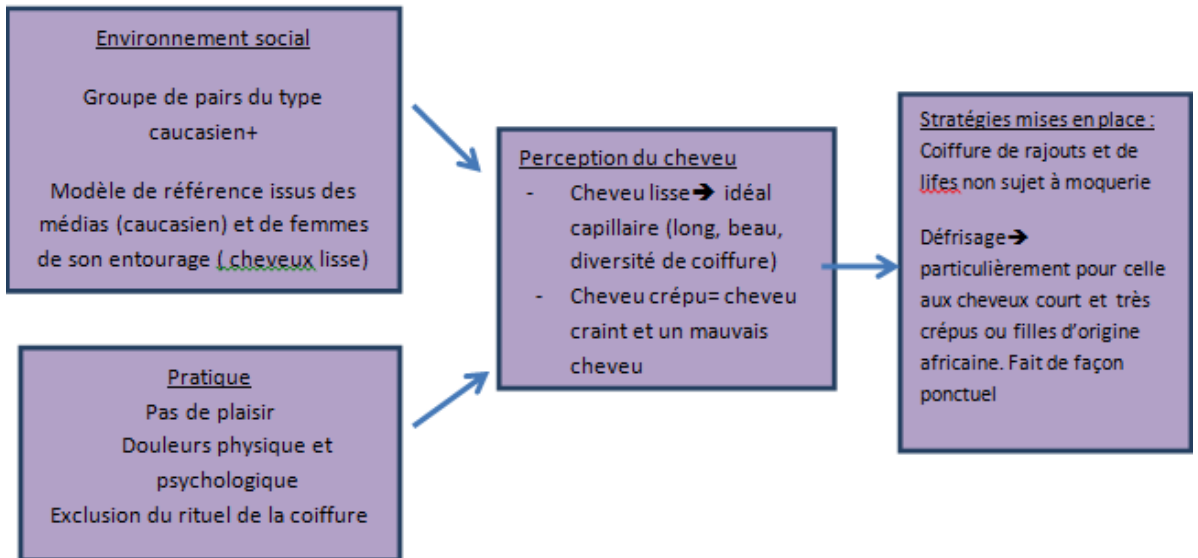 Environnement social
Groupe de pairs du type
caucasien+
Modèle de référence issus des
médias (caucasien) et de femmes
de son entourage ( cheveux lisse)
Pratique
Pas de plaisir
Douleurs physique et
psychologique
Exclusion du rituel de la coiffure
Perception du cheveu
- Cheveu lisse➔ idéal
capillaire (long, beau,
diversité de coiffure)
- Cheveu crépu= cheveu
craint et un mauvais
cheveu
Stratégies mises en place :
Coiffure de rajouts et de
lifes non sujet à moquerie
Défrisage➔
particulièrement pour celle
aux cheveux court et très
crépus ou filles d’origine
africaine. Fait de façon
ponctuel